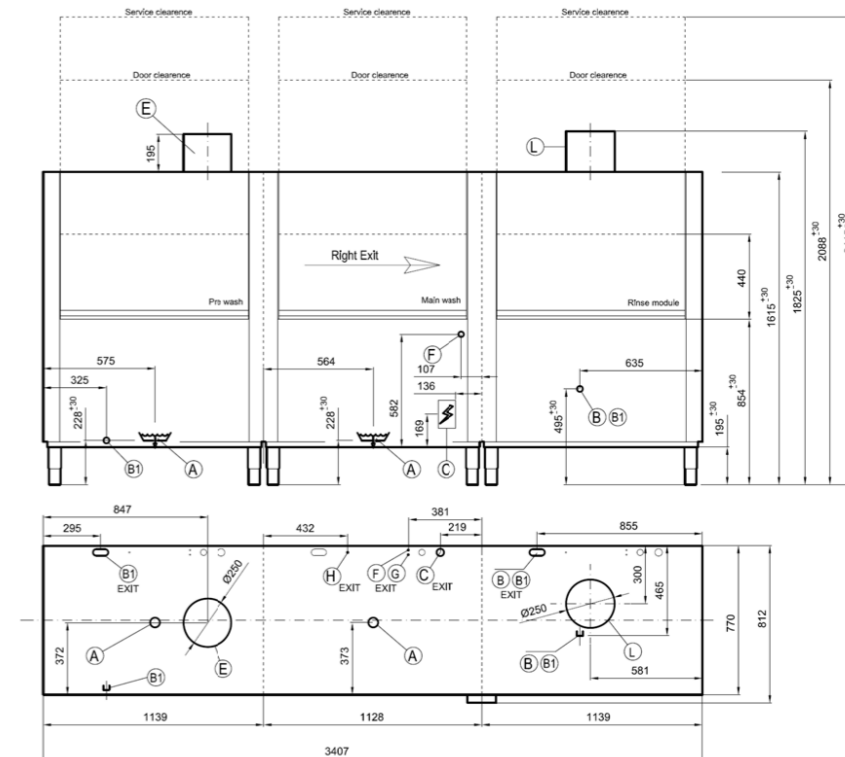 Service clearence Service clearence Service clearence
Door clearence Door clearence Door clearence
E
L
195
Right Exit
440
1615 ±30
1825 ±30
2088 ±30
Pre wash Main wash Rinse module
F
575 564 107 635
325 136
228 ±30
582
228 ±30
169
495 ±30
195 ±30
854 ±30
B B1
B1 A A C
847 381
295 432 219 855
B1 H F G C B B1
EXIT EXIT EXIT EXIT EXIT
Ø250
Ø250
300
465
770
812
372
373
A E A B B1 L
B1
581
1139 1128 1139
3407